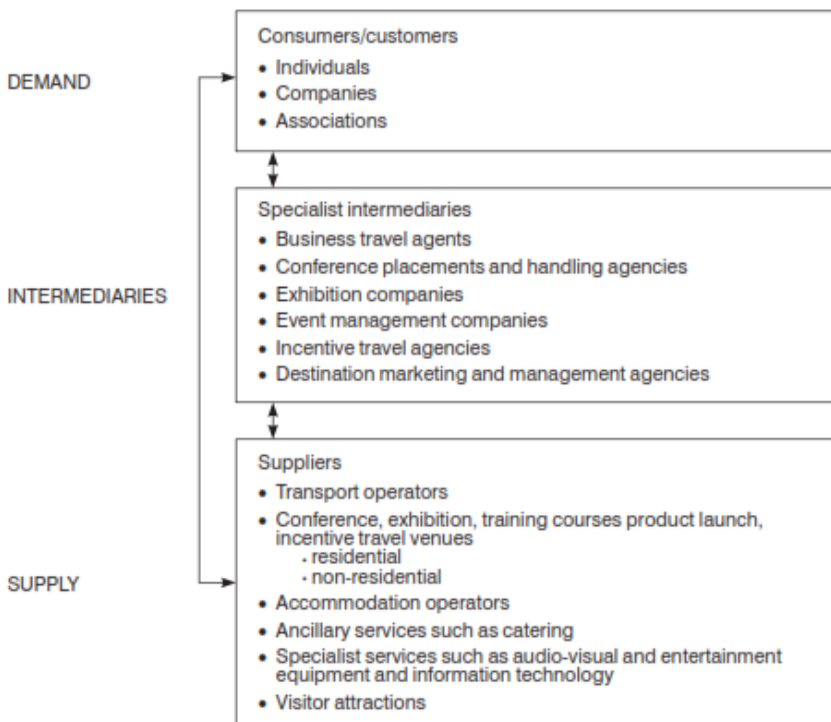 Consumers/customers
• Individuals
DEMAND
• Companies
• Associations
Specialist intermediaries
• Business travel agents
• Conference placements and handling agencies
INTERMEDIARIES
• Exhibition companies
• Event management companies
• Incentive travel agencies
• Destination marketing and management agencies
Suppliers
• Transport operators
• Conference, exhibition, training courses product launch,
incentive travel venues
• residential
SUPPLY
• non-residential
• Accommodation operators
• Ancillary services such as catering
• Specialist services such as audio-visual and entertainment
equipment and information technology
• Visitor attractions